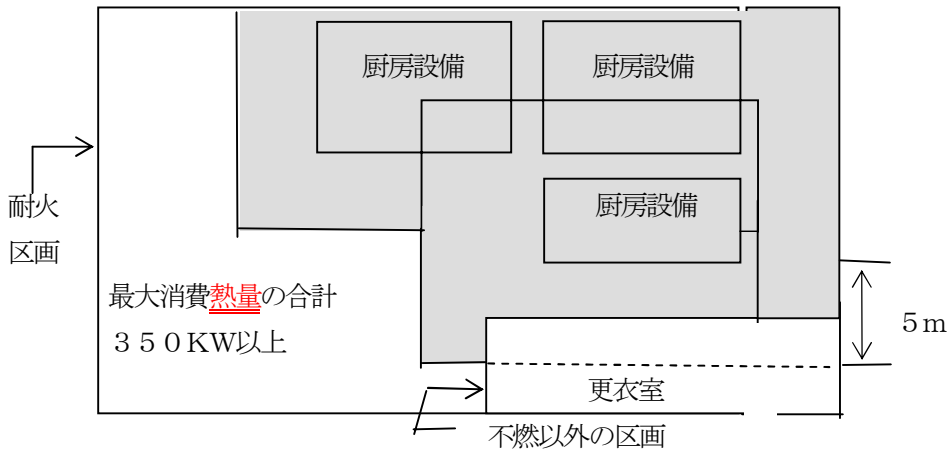 厨房設備
厨房設備
耐火
区画
厨房設備
最大消費熱量の合計
３５０KW以上
５ｍ
更衣室
不燃以外の区画